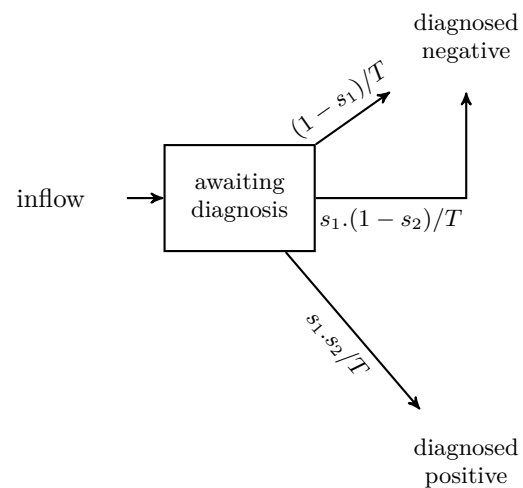 diagnosed
negative
(1 − s₁)/T
inflow
awaiting
diagnosis
s₁.(1 − s₂)/T
s₁.s₂/T
diagnosed
positive